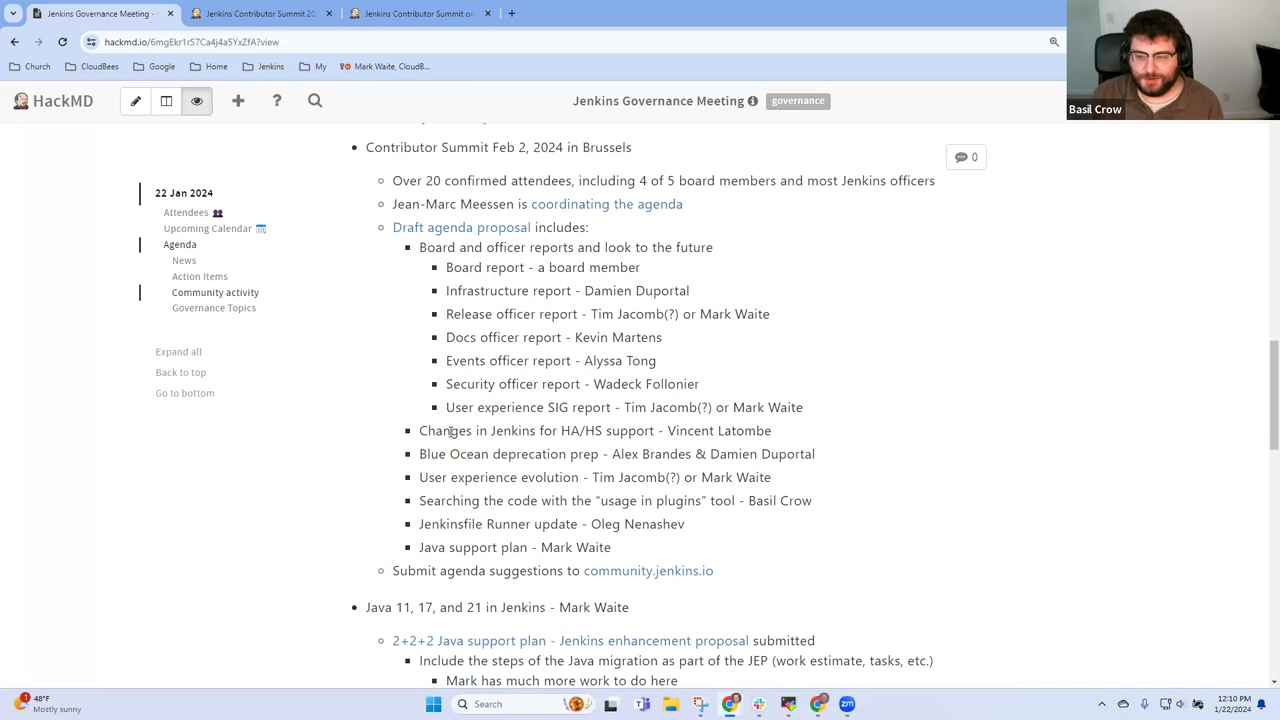 Jenkins Governance Meeting -
Jenkins Contributor Summit 20
Jenkins Contributor Summit on
hackmd.io/6mgEkr1rS7Ca4j4a5YxZfA?view
Church
CloudBees
Google
Home
Jenkins
My
Mark Waite, CloudB...
HackMD
Jenkins Governance Meeting
governance
Basil Crow
0
22 Jan 2024
Attendees
Upcoming Calendar
Agenda
News
Action Items
Community activity
Governance Topics
Expand all
Back to top
Go to bottom
Contributor Summit Feb 2, 2024 in Brussels
Over 20 confirmed attendees, including 4 of 5 board members and most Jenkins officers
Jean-Marc Meessen is coordinating the agenda
Draft agenda proposal includes:
Board and officer reports and look to the future
Board report - a board member
Infrastructure report - Damien Duportal
Release officer report - Tim Jacomb(?) or Mark Waite
Docs officer report - Kevin Martens
Events officer report - Alyssa Tong
Security officer report - Wadeck Follonier
User experience SIG report - Tim Jacomb(?) or Mark Waite
Changes in Jenkins for HA/HS support - Vincent Latombe
Blue Ocean deprecation prep - Alex Brandes & Damien Duportal
User experience evolution - Tim Jacomb(?) or Mark Waite
Searching the code with the “usage in plugins” tool - Basil Crow
Jenkinsfile Runner update - Oleg Nenashev
Java support plan - Mark Waite
Submit agenda suggestions to community.jenkins.io
Java 11, 17, and 21 in Jenkins - Mark Waite
2+2+2 Java support plan - Jenkins enhancement proposal submitted
Include the steps of the Java migration as part of the JEP (work estimate, tasks, etc.)
Mark has much more work to do here
1
48°F
Mostly sunny
Search
zm
12:10 PM
1/22/2024